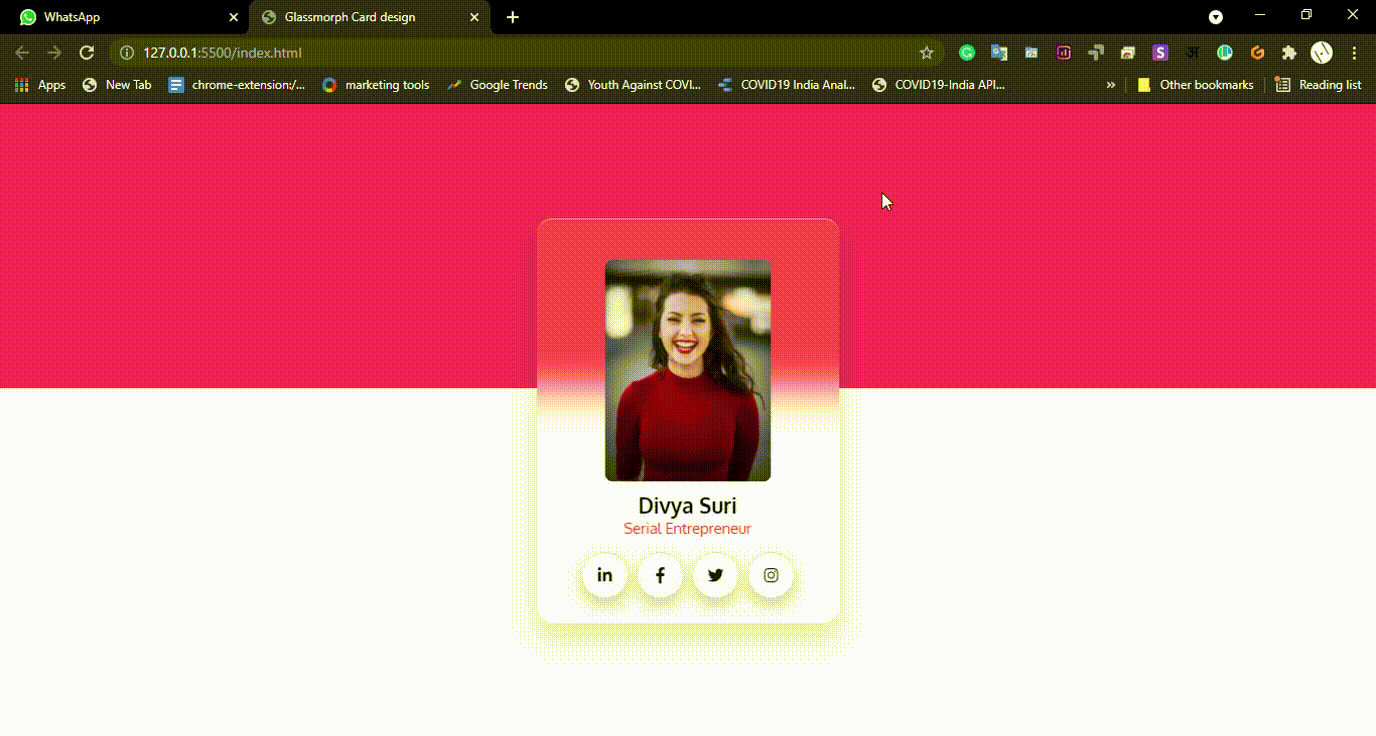 WhatsApp
Glassmorph Card design
127.0.0.1:5500/index.html
Apps New Tab chrome-extension:/... marketing tools Google Trends Youth Against COVI... COVID19 India Anal... COVID19-India API... » Other bookmarks Reading list
Divya Suri
Serial Entrepreneur
in